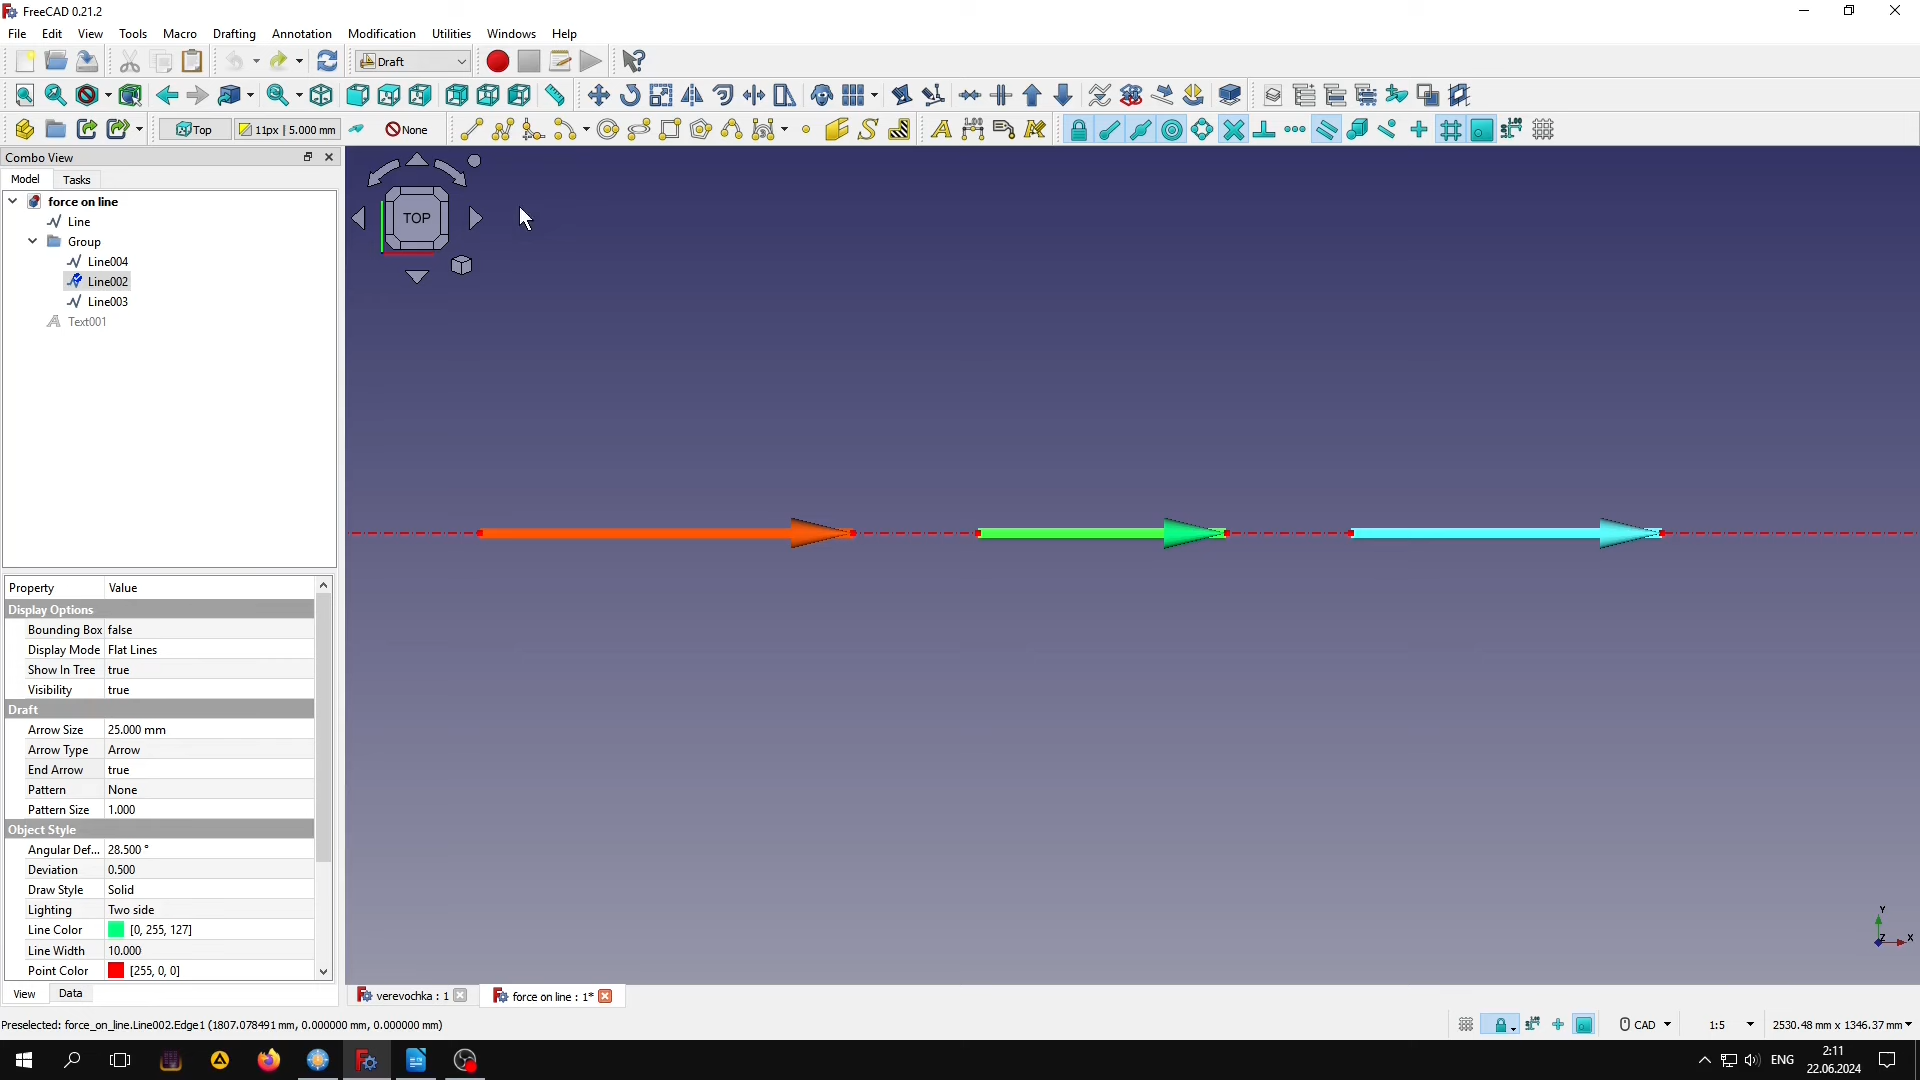 FreeCAD 0.21.2
File Edit View Tools Macro Drafting Annotation Modification Utilities Windows Help
Draft
Top 11px | 5.000 mm None
Combo View
Model Tasks
force on line
Line
Group
Line004
Line002
Line003
Text001
TOP
Property Value
Display Options
Bounding Box false
Display Mode Flat Lines
Show In Tree true
Visibility true
Draft
Arrow Size 25.000 mm
Arrow Type Arrow
End Arrow true
Pattern None
Pattern Size 1.000
Object Style
Angular Def... 28.500 °
Deviation 0.500
Draw Style Solid
Lighting Two side
Line Color [0, 255, 127]
Line Width 10.000
Point Color [255, 0, 0]
View Data
verevochka : 1 force on line : 1*
Y
Z X
Preselected: force_on_line.Line002.Edge1 (1807.078491 mm, 0.000000 mm, 0.000000 mm)
CAD 1:5 2530.48 mm x 1346.37 mm
ENG 2:11
22.06.2024